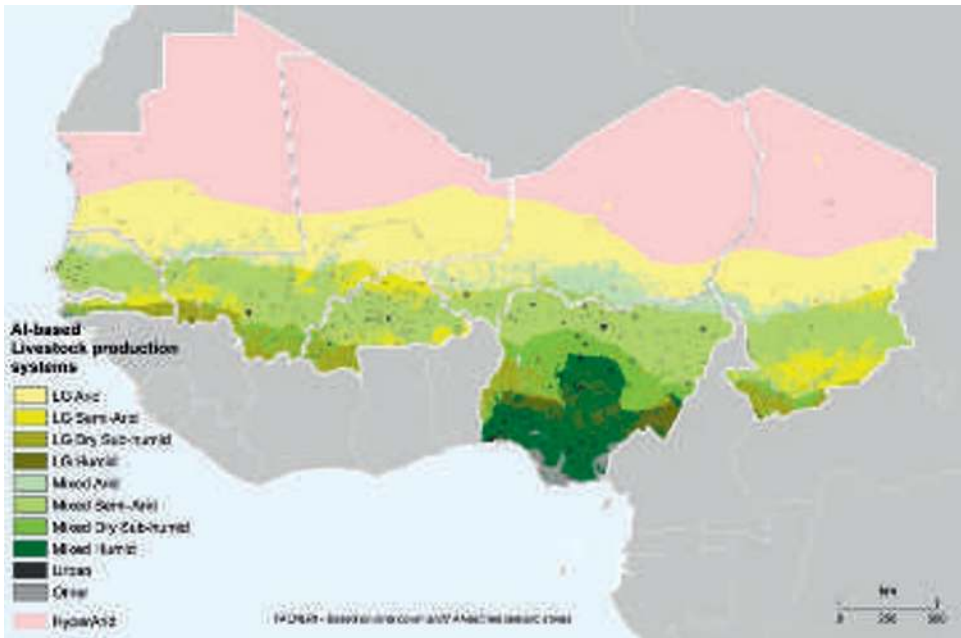 AI-based
Livestock production
systems
LG Arid
LG Semi-Arid
LG Dry Sub-humid
LG Humid
Mixed Arid
Mixed Semi-Arid
Mixed Dry Sub-humid
Mixed Humid
Urban
Other
HyperArid
km
0 250 500